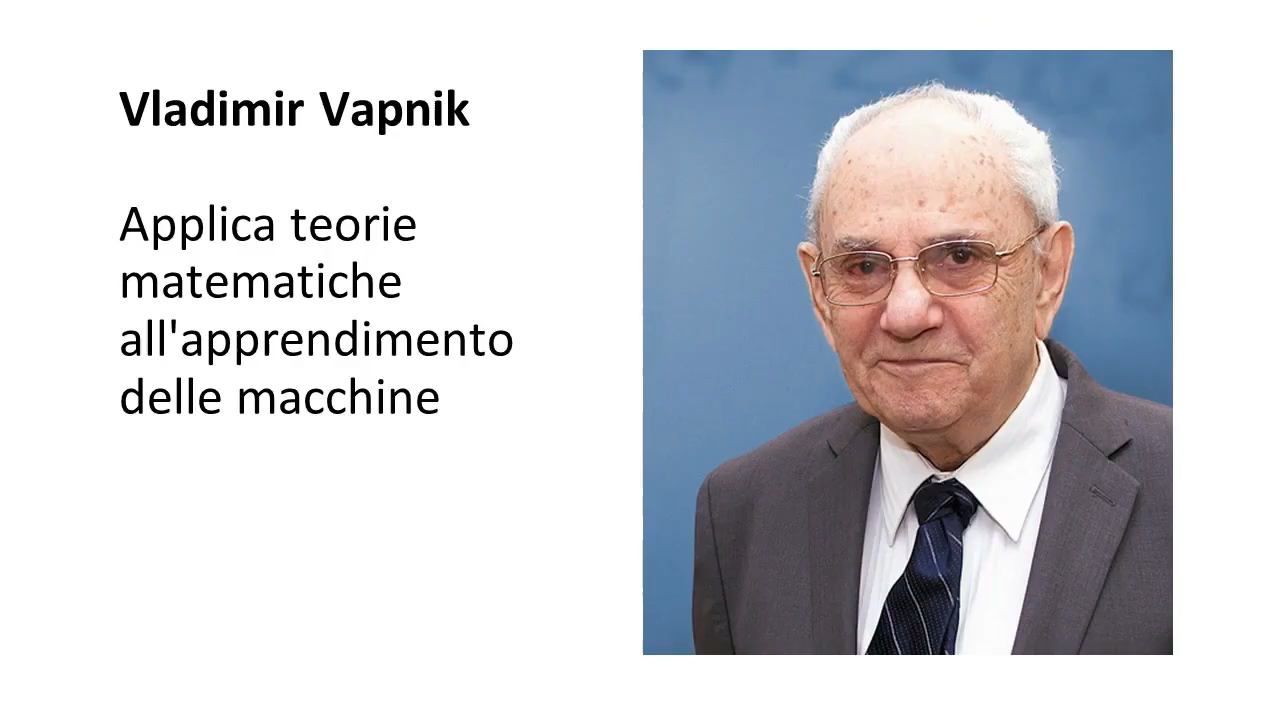 Vladimir Vapnik
Applica teorie
matematiche
all'apprendimento
delle macchine